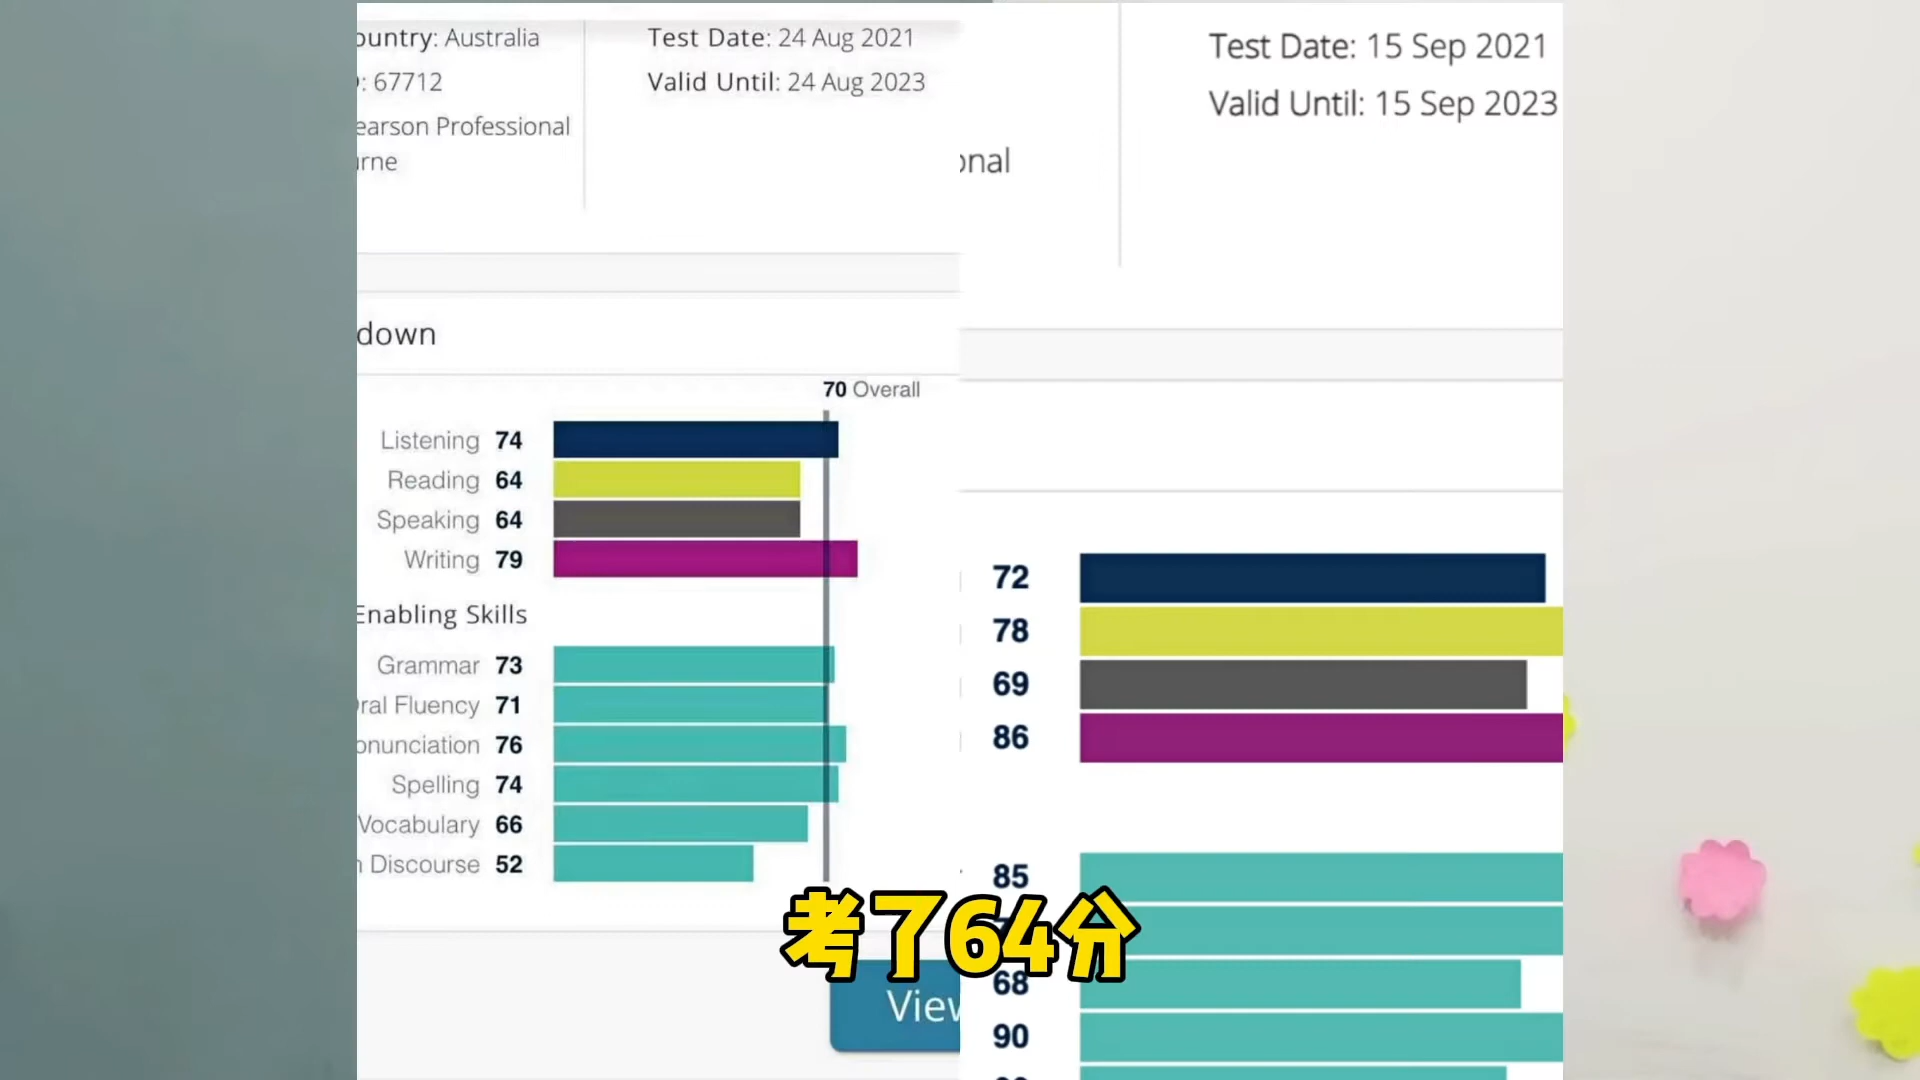 ountry: Australia
: 67712
earson Professional
rne
Test Date: 24 Aug 2021
Valid Until: 24 Aug 2023
down
70 Overall
Listening 74
Reading 64
Speaking 64
Writing 79
Enabling Skills
Grammar 73
ral Fluency 71
onunciation 76
Spelling 74
Vocabulary 66
Discourse 52
View
Test Date: 15 Sep 2021
Valid Until: 15 Sep 2023
onal
72
78
69
86
85
68
90
考了64分